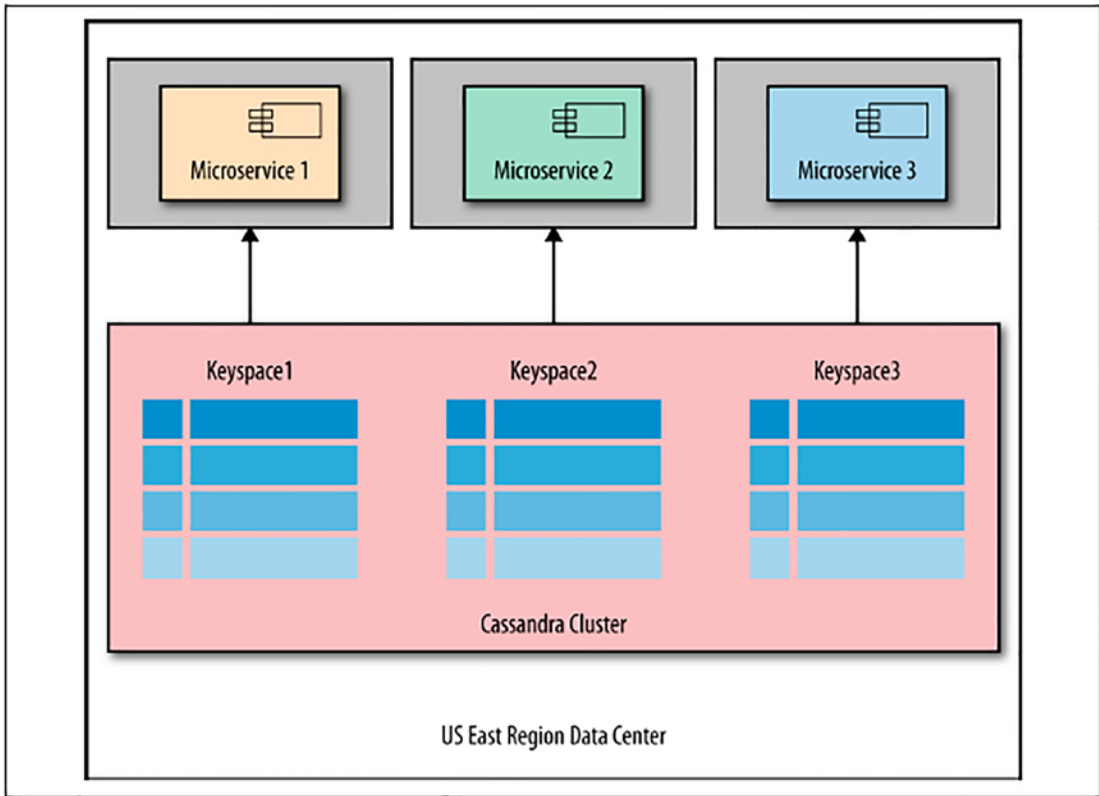 Microservice 1
Microservice 2
Microservice 3
Keyspace1
Keyspace2
Keyspace3
Cassandra Cluster
US East Region Data Center